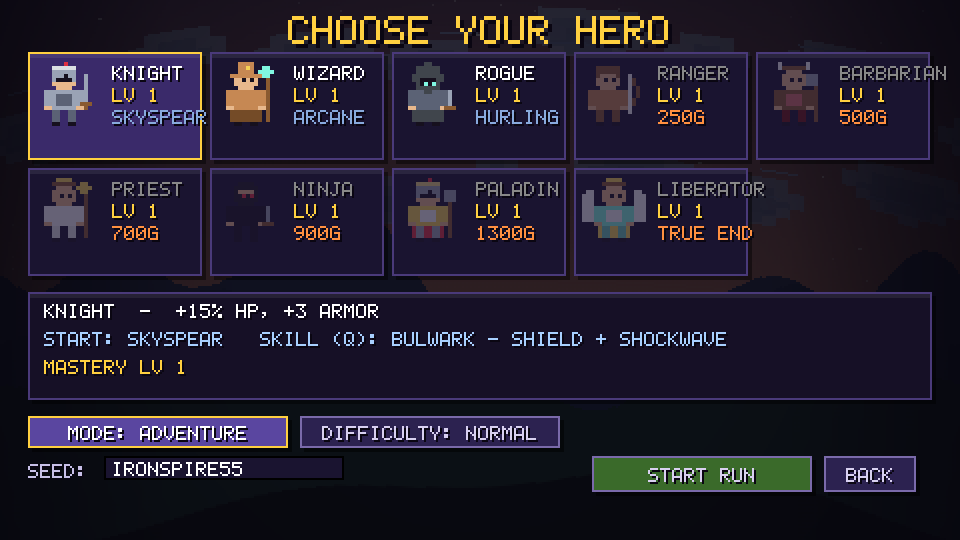 CHOOSE YOUR HERO
KNIGHT
LV 1
SKYSPEAR
WIZARD
LV 1
ARCANE
ROGUE
LV 1
HURLING
RANGER
LV 1
250G
BARBARIAN
LV 1
500G
PRIEST
LV 1
700G
NINJA
LV 1
900G
PALADIN
LV 1
1300G
LIBERATOR
LV 1
TRUE END
KNIGHT - +15% HP, +3 ARMOR
START: SKYSPEAR SKILL (Q): BULWARK - SHIELD + SHOCKWAVE
MASTERY LV 1
MODE: ADVENTURE
DIFFICULTY: NORMAL
SEED: IRONSPIRE55
START RUN
BACK